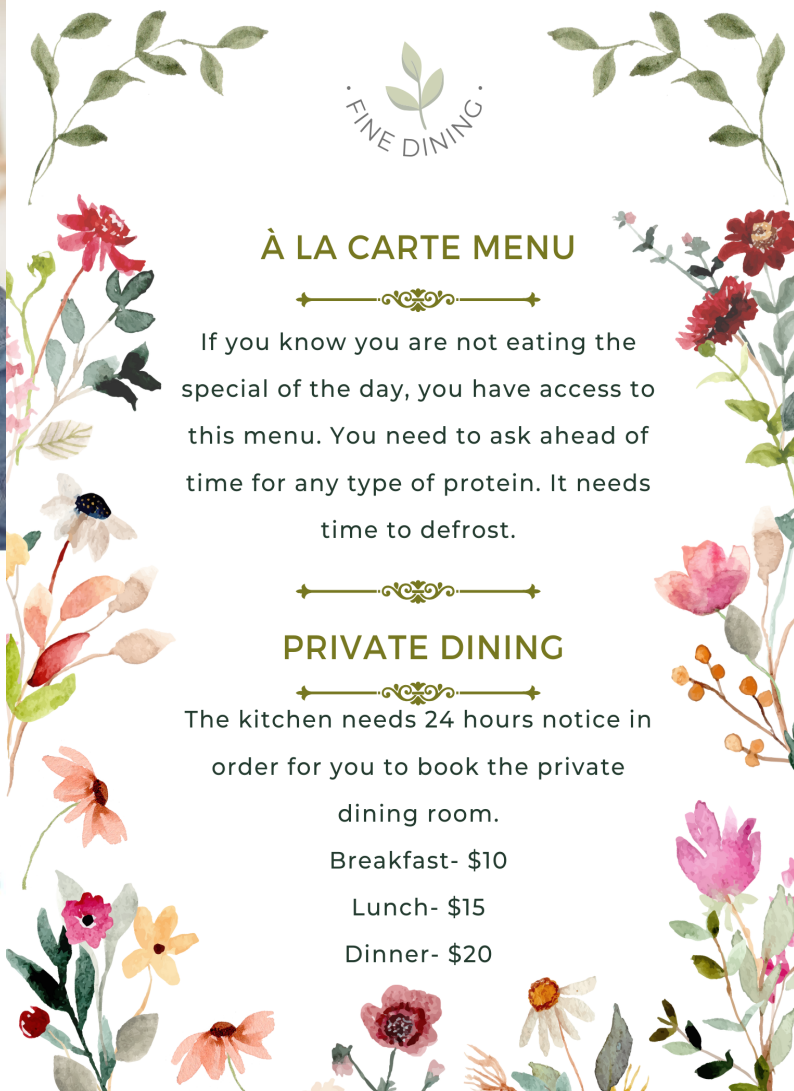 • FINE DINING •
À LA CARTE MENU
If you know you are not eating the
special of the day, you have access to
this menu. You need to ask ahead of
time for any type of protein. It needs
time to defrost.
PRIVATE DINING
The kitchen needs 24 hours notice in
order for you to book the private
dining room.
Breakfast- $10
Lunch- $15
Dinner- $20